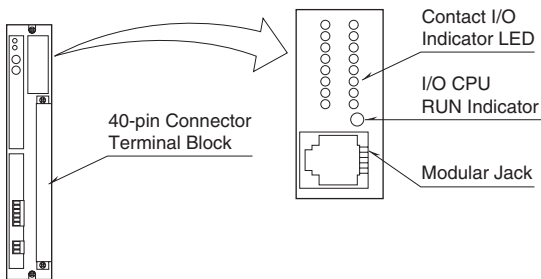 Contact I/O
Indicator LED
I/O CPU
RUN Indicator
40-pin Connector
Terminal Block
Modular Jack